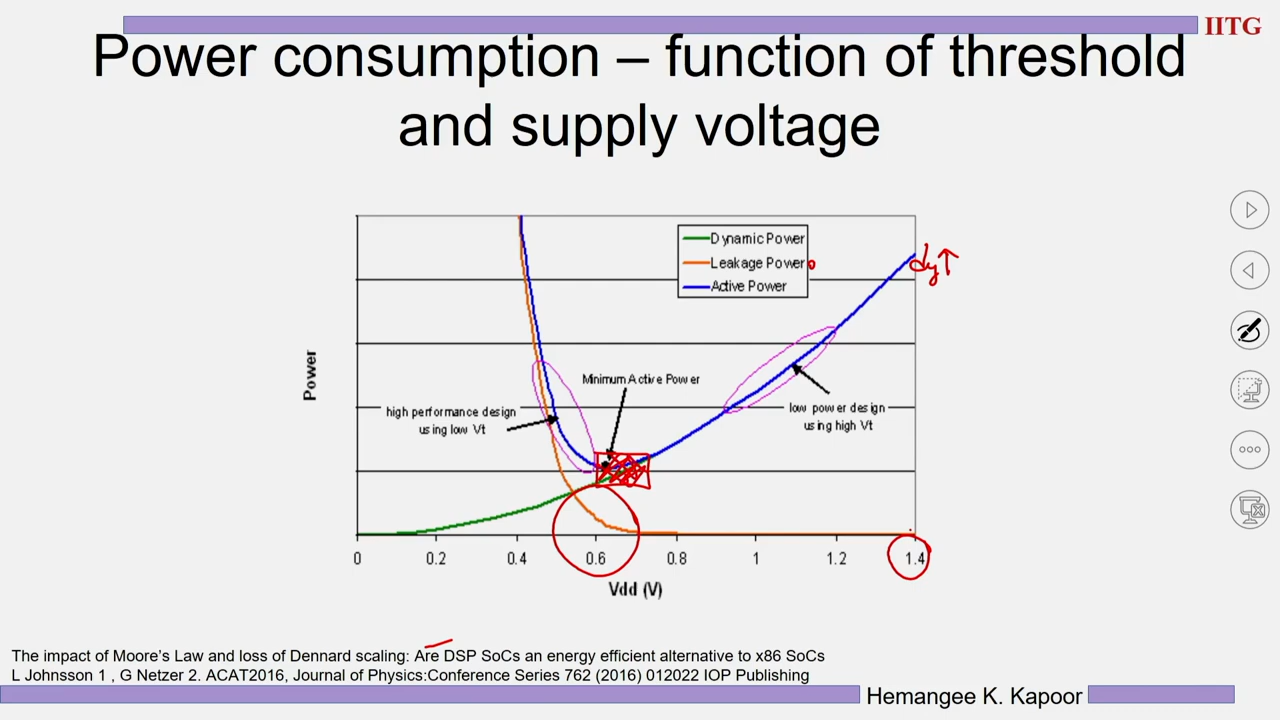 IITG
Power consumption – function of threshold
and supply voltage
Dynamic Power
Leakage Power
Active Power
dy↑
Power
Minimum Active Power
high performance design
using low Vt
low power design
using high Vt
0 0.2 0.4 0.6 0.8 1 1.2 1.4
Vdd (V)
The impact of Moore's Law and loss of Dennard scaling: Are DSP SoCs an energy efficient alternative to x86 SoCs
L Johnsson 1 , G Netzer 2. ACAT2016, Journal of Physics:Conference Series 762 (2016) 012022 IOP Publishing
Hemangee K. Kapoor